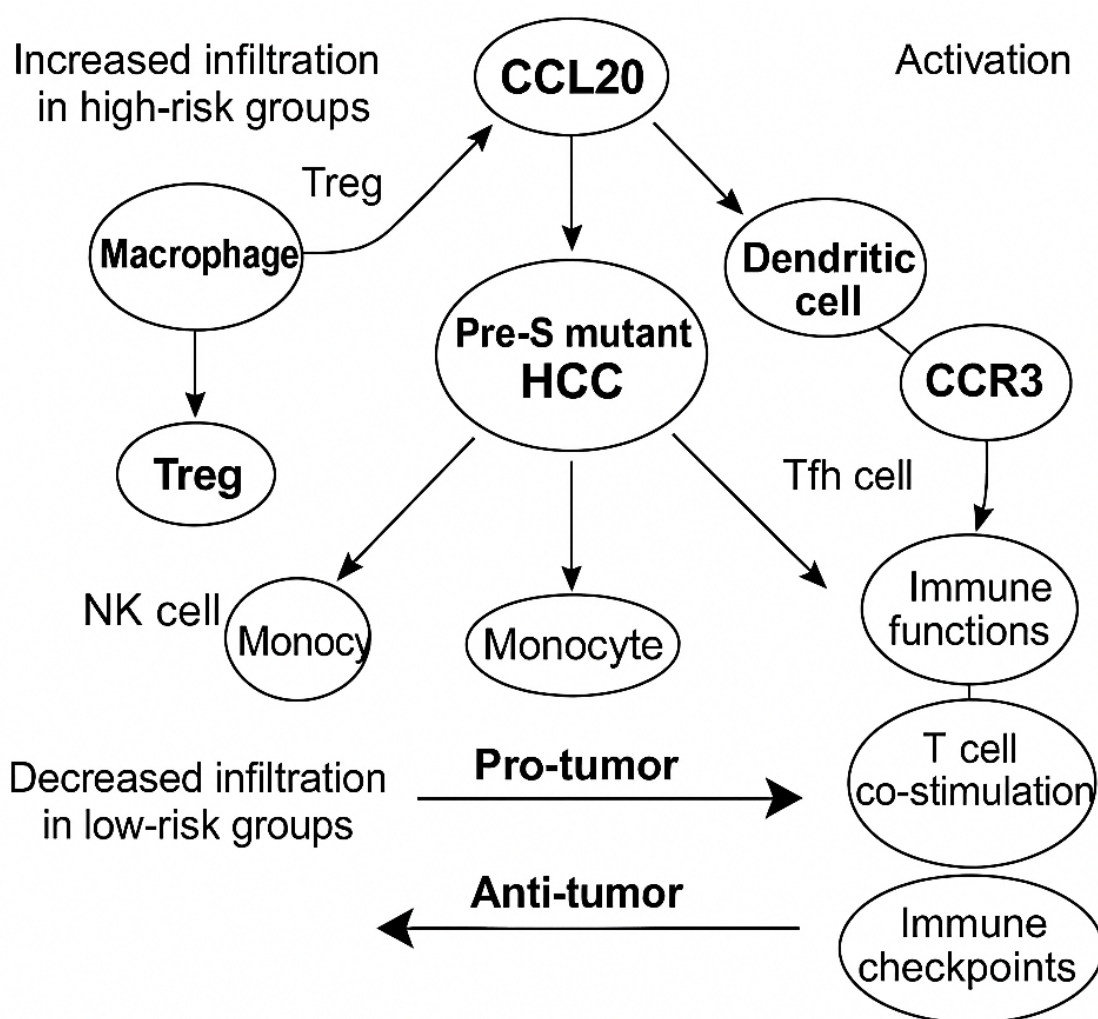 Increased infiltration
in high-risk groups
CCL20
Activation
Treg
Macrophage
Dendritic
cell
Pre-S mutant
HCC
CCR3
Treg
Tfh cell
NK cell
Monocy
Monocyte
Immune
functions
Decreased infiltration
in low-risk groups
Pro-tumor
T cell
co-stimulation
Anti-tumor
Immune
checkpoints